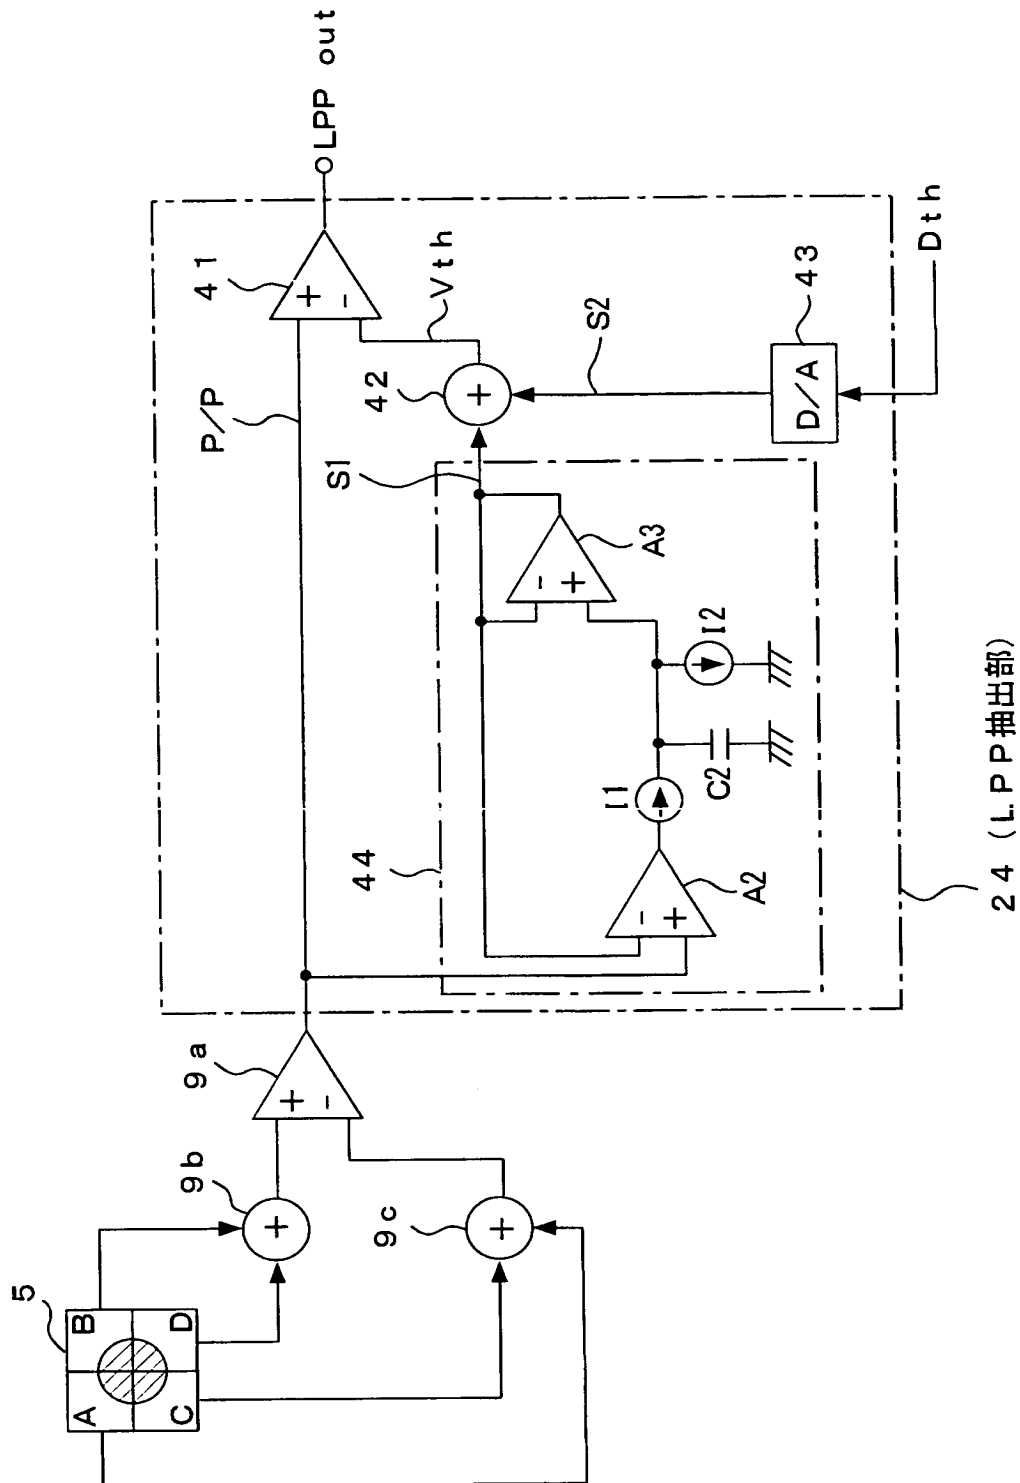 5
A
B
C
D
9b
9c
+
+
9a
+
-
P/P
41
+
-
LPP out
Vth
42
+
S1
S2
43
D/A
Dth
44
A2
-
+
I1
C2
I2
A3
-
+
24 (LPP抽出部)